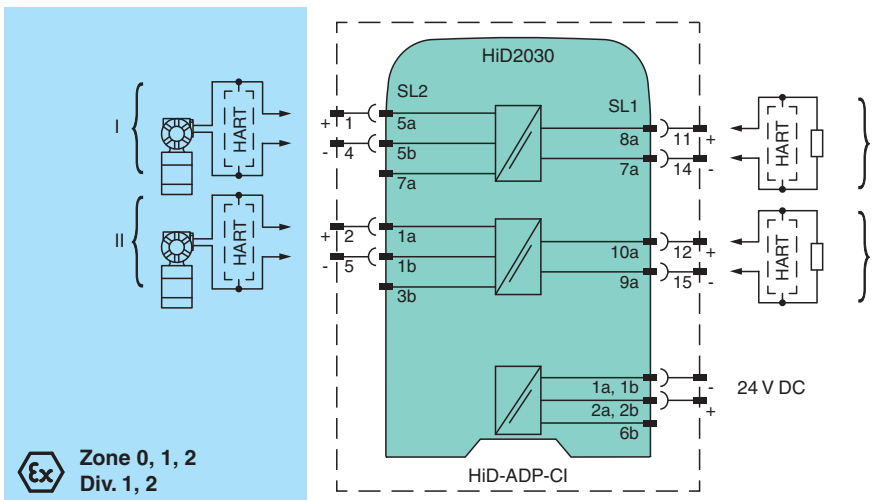 HiD2030
SL2
SL1
I
HART
+ 1
5a
- 4
5b
7a
8a
11 +
7a
14 -
HART
II
HART
+ 2
1a
- 5
1b
3b
10a
12 +
9a
15 -
HART
1a, 1b
-
2a, 2b
+
6b
24 V DC
Ex
Zone 0, 1, 2
Div. 1, 2
HiD-ADP-CI